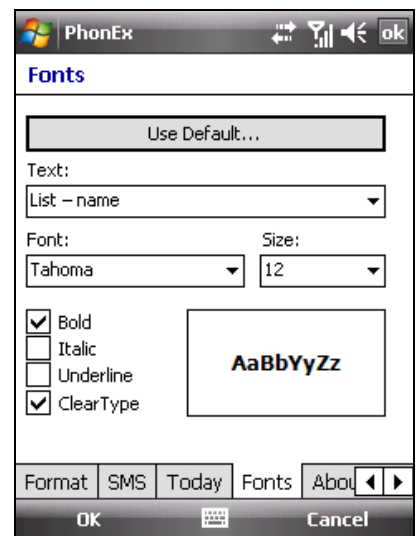 PhonEx ok
Fonts
Use Default...
Text:
List – name
Font: Size:
Tahoma 12
Bold
Italic
Underline
ClearType
AaBbYyZz
Format SMS Today Fonts Abou
OK Cancel